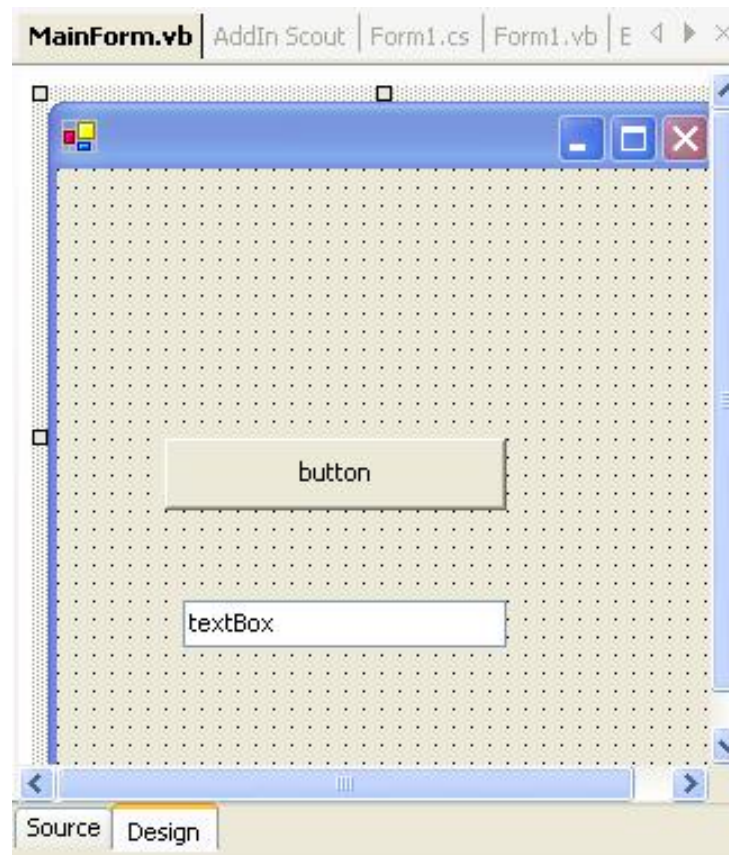 MainForm.vb AddIn Scout Form1.cs Form1.vb E
button
textBox
Source Design